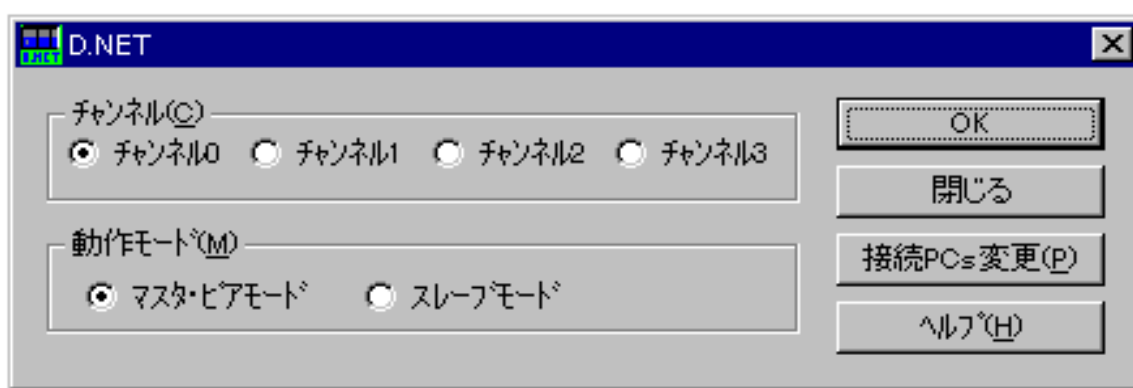 D.NET
ﾁｬﾝﾈﾙ(C)
ﾁｬﾝﾈﾙ0 ﾁｬﾝﾈﾙ1 ﾁｬﾝﾈﾙ2 ﾁｬﾝﾈﾙ3
動作ﾓｰﾄﾞ(M)
ﾏｽﾀ･ﾋﾟｱﾓｰﾄﾞ ｽﾚｰﾌﾞﾓｰﾄﾞ
OK
閉じる
接続PCs変更(P)
ﾍﾙﾌﾟ(H)
D.NET